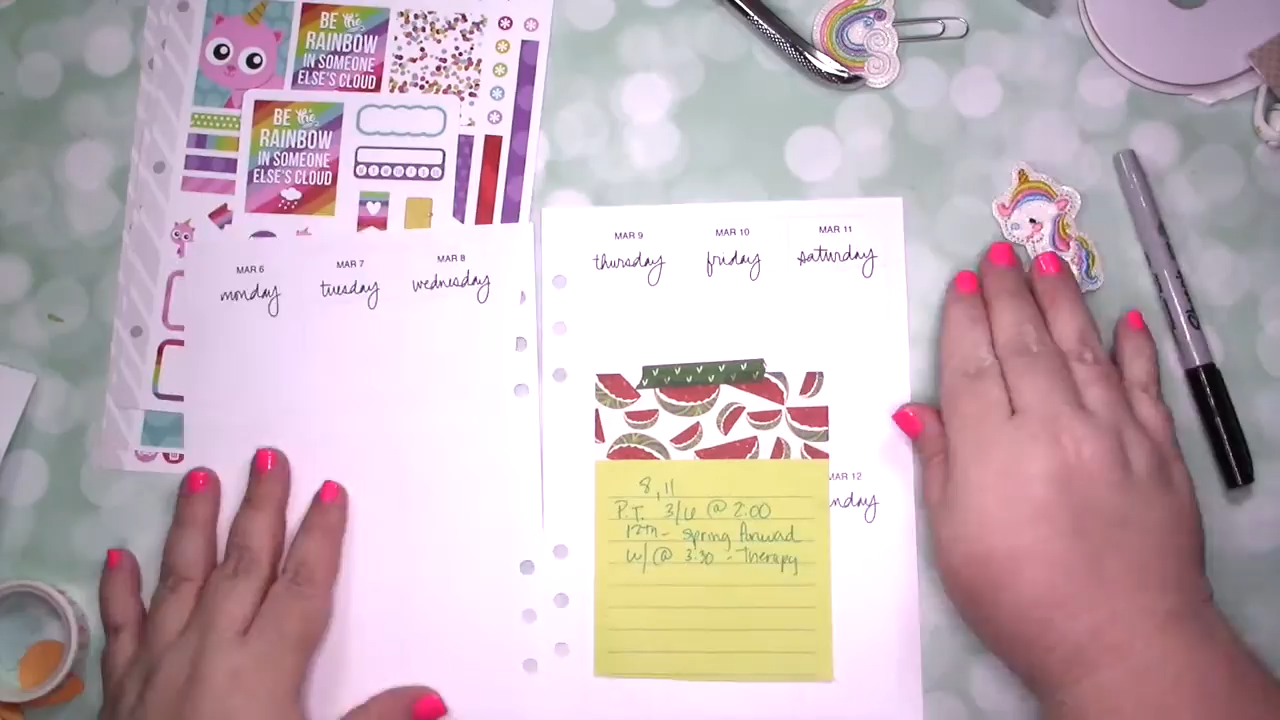 BE the
RAINBOW
IN SOMEONE
ELSE'S CLOUD
BE the
RAINBOW
IN SOMEONE
ELSE'S CLOUD
MAR 6
monday
MAR 7
tuesday
MAR 8
wednesday
MAR 9
thursday
MAR 10
friday
MAR 11
saturday
MAR 12
nday
8, 11
P.T. 3/6 @ 2:00
12th - spring forward
w/ @ 3:30 - Therapy